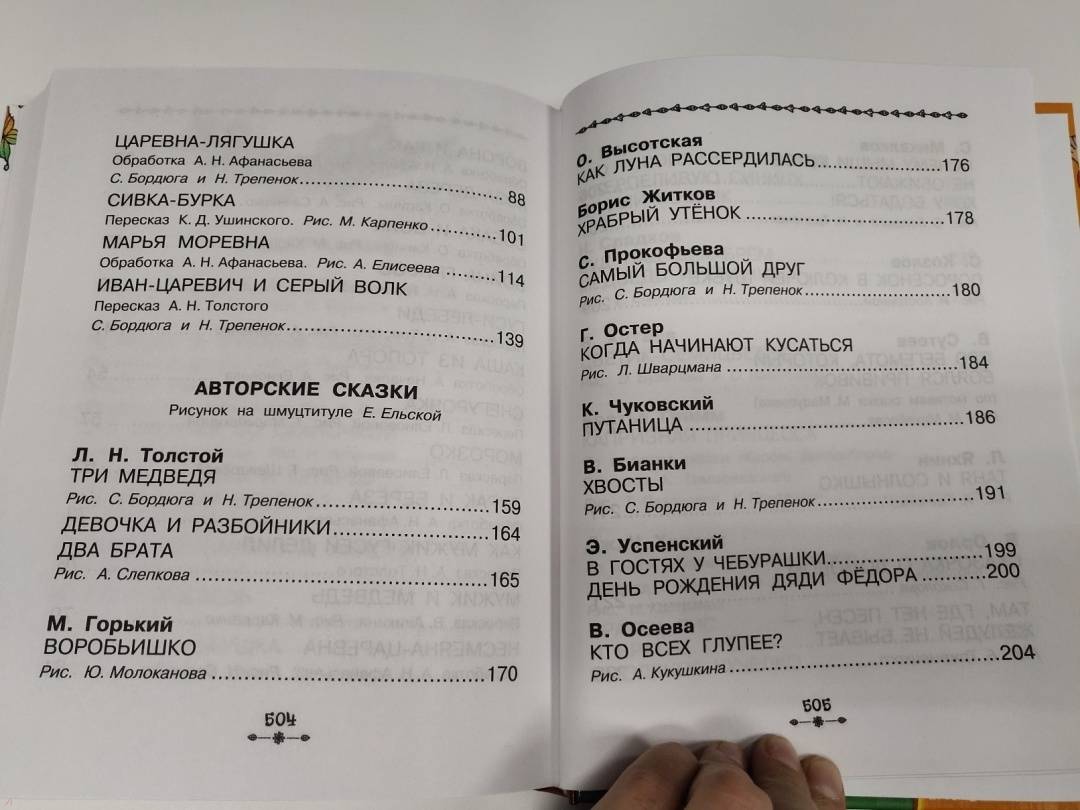 ЦАРЕВНА-ЛЯГУШКА
Обработка А. Н. Афанасьева
С. Бордюга и Н. Трепенок........88
СИВКА-БУРКА
Пересказ К. Д. Ушинского. Рис. М. Карпенко........101
МАРЬЯ МОРЕВНА
Обработка А. Н. Афанасьева. Рис. А. Елисеева........114
ИВАН-ЦАРЕВИЧ И СЕРЫЙ ВОЛК
Пересказ А. Н. Толстого
С. Бордюга и Н. Трепенок........139
АВТОРСКИЕ СКАЗКИ
Рисунок на шмуцтитуле Е. Ельской
Л. Н. Толстой
ТРИ МЕДВЕДЯ
Рис. С. Бордюга и Н. Трепенок........159
ДЕВОЧКА И РАЗБОЙНИКИ........164
ДВА БРАТА
Рис. А. Слепкова........165
М. Горький
ВОРОБЬИШКО
Рис. Ю. Молоканова........170
504
О. Высотская
КАК ЛУНА РАССЕРДИЛАСЬ........176
Борис Житков
ХРАБРЫЙ УТЁНОК........178
С. Прокофьева
САМЫЙ БОЛЬШОЙ ДРУГ
Рис. С. Бордюга и Н. Трепенок........180
Г. Остер
КОГДА НАЧИНАЮТ КУСАТЬСЯ
Рис. Л. Шварцмана........184
К. Чуковский
ПУТАНИЦА........186
В. Бианки
ХВОСТЫ
Рис. С. Бордюга и Н. Трепенок........191
Э. Успенский
В ГОСТЯХ У ЧЕБУРАШКИ........199
ДЕНЬ РОЖДЕНИЯ ДЯДИ ФЁДОРА........200
В. Осеева
КТО ВСЕХ ГЛУПЕЕ?
Рис. А. Кукушкина........204
505